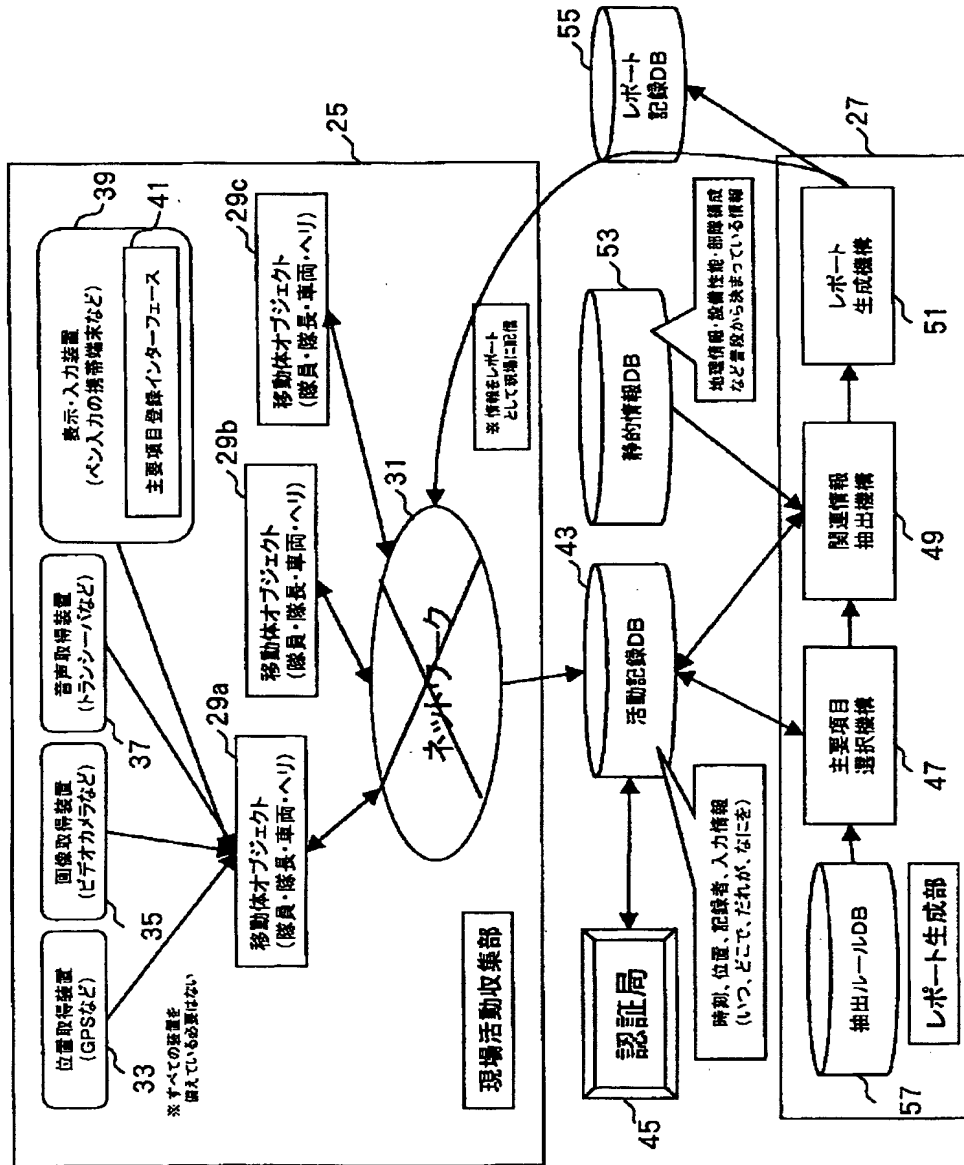 位置取得装置
(GPSなど)
33
※すべての装置を
備えている必要はない
画像取得装置
(ビデオカメラなど)
35
音声取得装置
(トランシーバなど)
37
表示・入力装置
(ペン入力の携帯端末など)
主要項目登録インターフェース
39
41
25
29a
移動体オブジェクト
(隊員・隊長・車両・ヘリ)
29b
移動体オブジェクト
(隊員・隊長・車両・ヘリ)
29c
移動体オブジェクト
(隊員・隊長・車両・ヘリ)
31
ネットワーク
現場活動収集部
※情報をレポート
として現場に配信
認証局
45
43
活動記録DB
時刻、位置、記録者、入力情報
(いつ、どこで、だれが、なにを)
静的情報DB
53
地理情報・設備性能・部隊構成
など普段から決まっている情報
レポート
記録DB
55
27
抽出ルールDB
57
レポート生成部
主要項目
選択機構
47
関連情報
抽出機構
49
レポート
生成機構
51